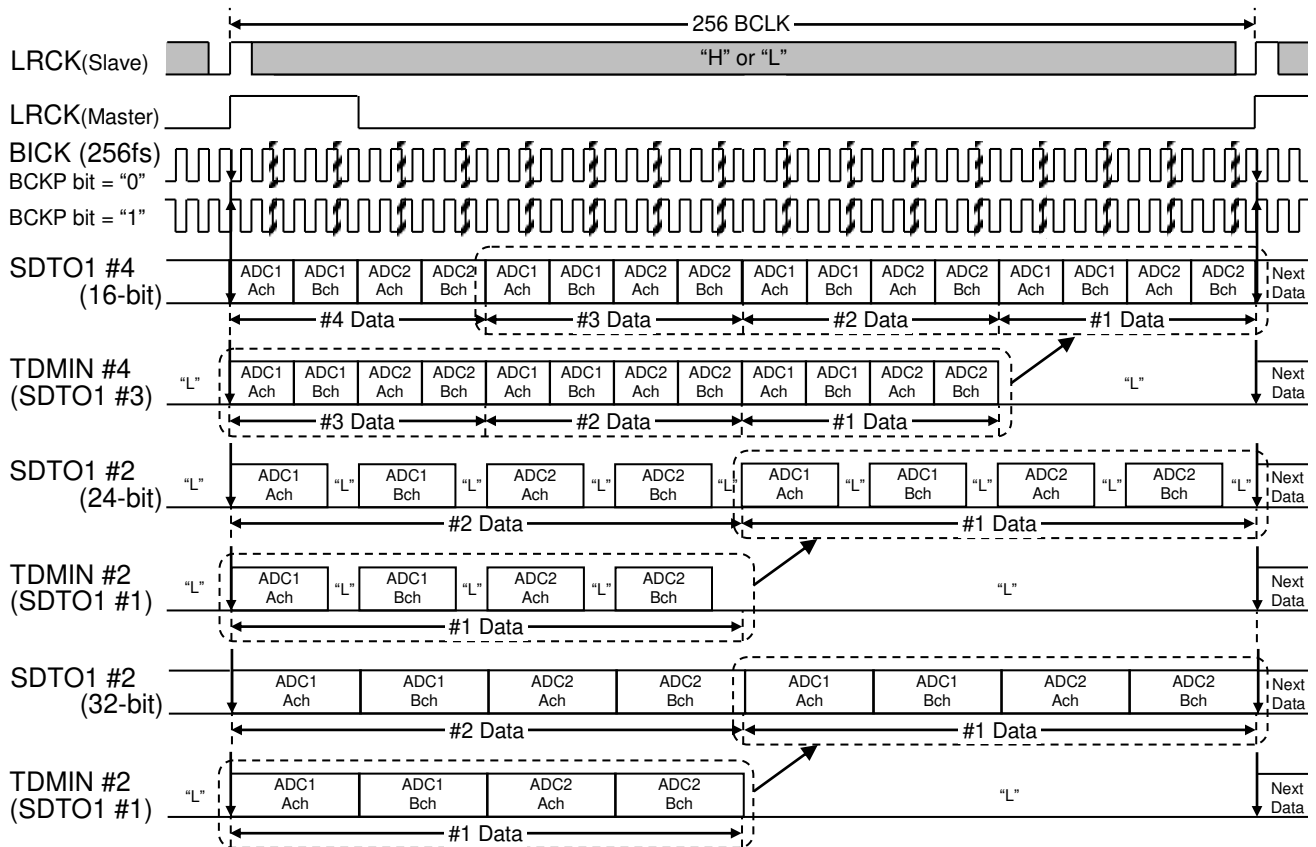 256 BCLK
LRCK(Slave)
“H” or “L”
LRCK(Master)
BICK (256fs)
BCKP bit = “0”
BCKP bit = “1”
SDTO1 #4
(16-bit)
ADC1 Ach ADC1 Bch ADC2 Ach ADC2 Bch ADC1 Ach ADC1 Bch ADC2 Ach ADC2 Bch ADC1 Ach ADC1 Bch ADC2 Ach ADC2 Bch ADC1 Ach ADC1 Bch ADC2 Ach ADC2 Bch Next Data
#4 Data #3 Data #2 Data #1 Data
TDMIN #4
(SDTO1 #3)
“L” ADC1 Ach ADC1 Bch ADC2 Ach ADC2 Bch ADC1 Ach ADC1 Bch ADC2 Ach ADC2 Bch ADC1 Ach ADC1 Bch ADC2 Ach ADC2 Bch “L” Next Data
#3 Data #2 Data #1 Data
SDTO1 #2
(24-bit)
“L” ADC1 Ach “L” ADC1 Bch “L” ADC2 Ach “L” ADC2 Bch “L” ADC1 Ach “L” ADC1 Bch “L” ADC2 Ach “L” ADC2 Bch “L” Next Data
#2 Data #1 Data
TDMIN #2
(SDTO1 #1)
“L” ADC1 Ach “L” ADC1 Bch “L” ADC2 Ach “L” ADC2 Bch “L” Next Data
#1 Data
SDTO1 #2
(32-bit)
ADC1 Ach ADC1 Bch ADC2 Ach ADC2 Bch ADC1 Ach ADC1 Bch ADC2 Ach ADC2 Bch Next Data
#2 Data #1 Data
TDMIN #2
(SDTO1 #1)
“L” ADC1 Ach ADC1 Bch ADC2 Ach ADC2 Bch “L” Next Data
#1 Data